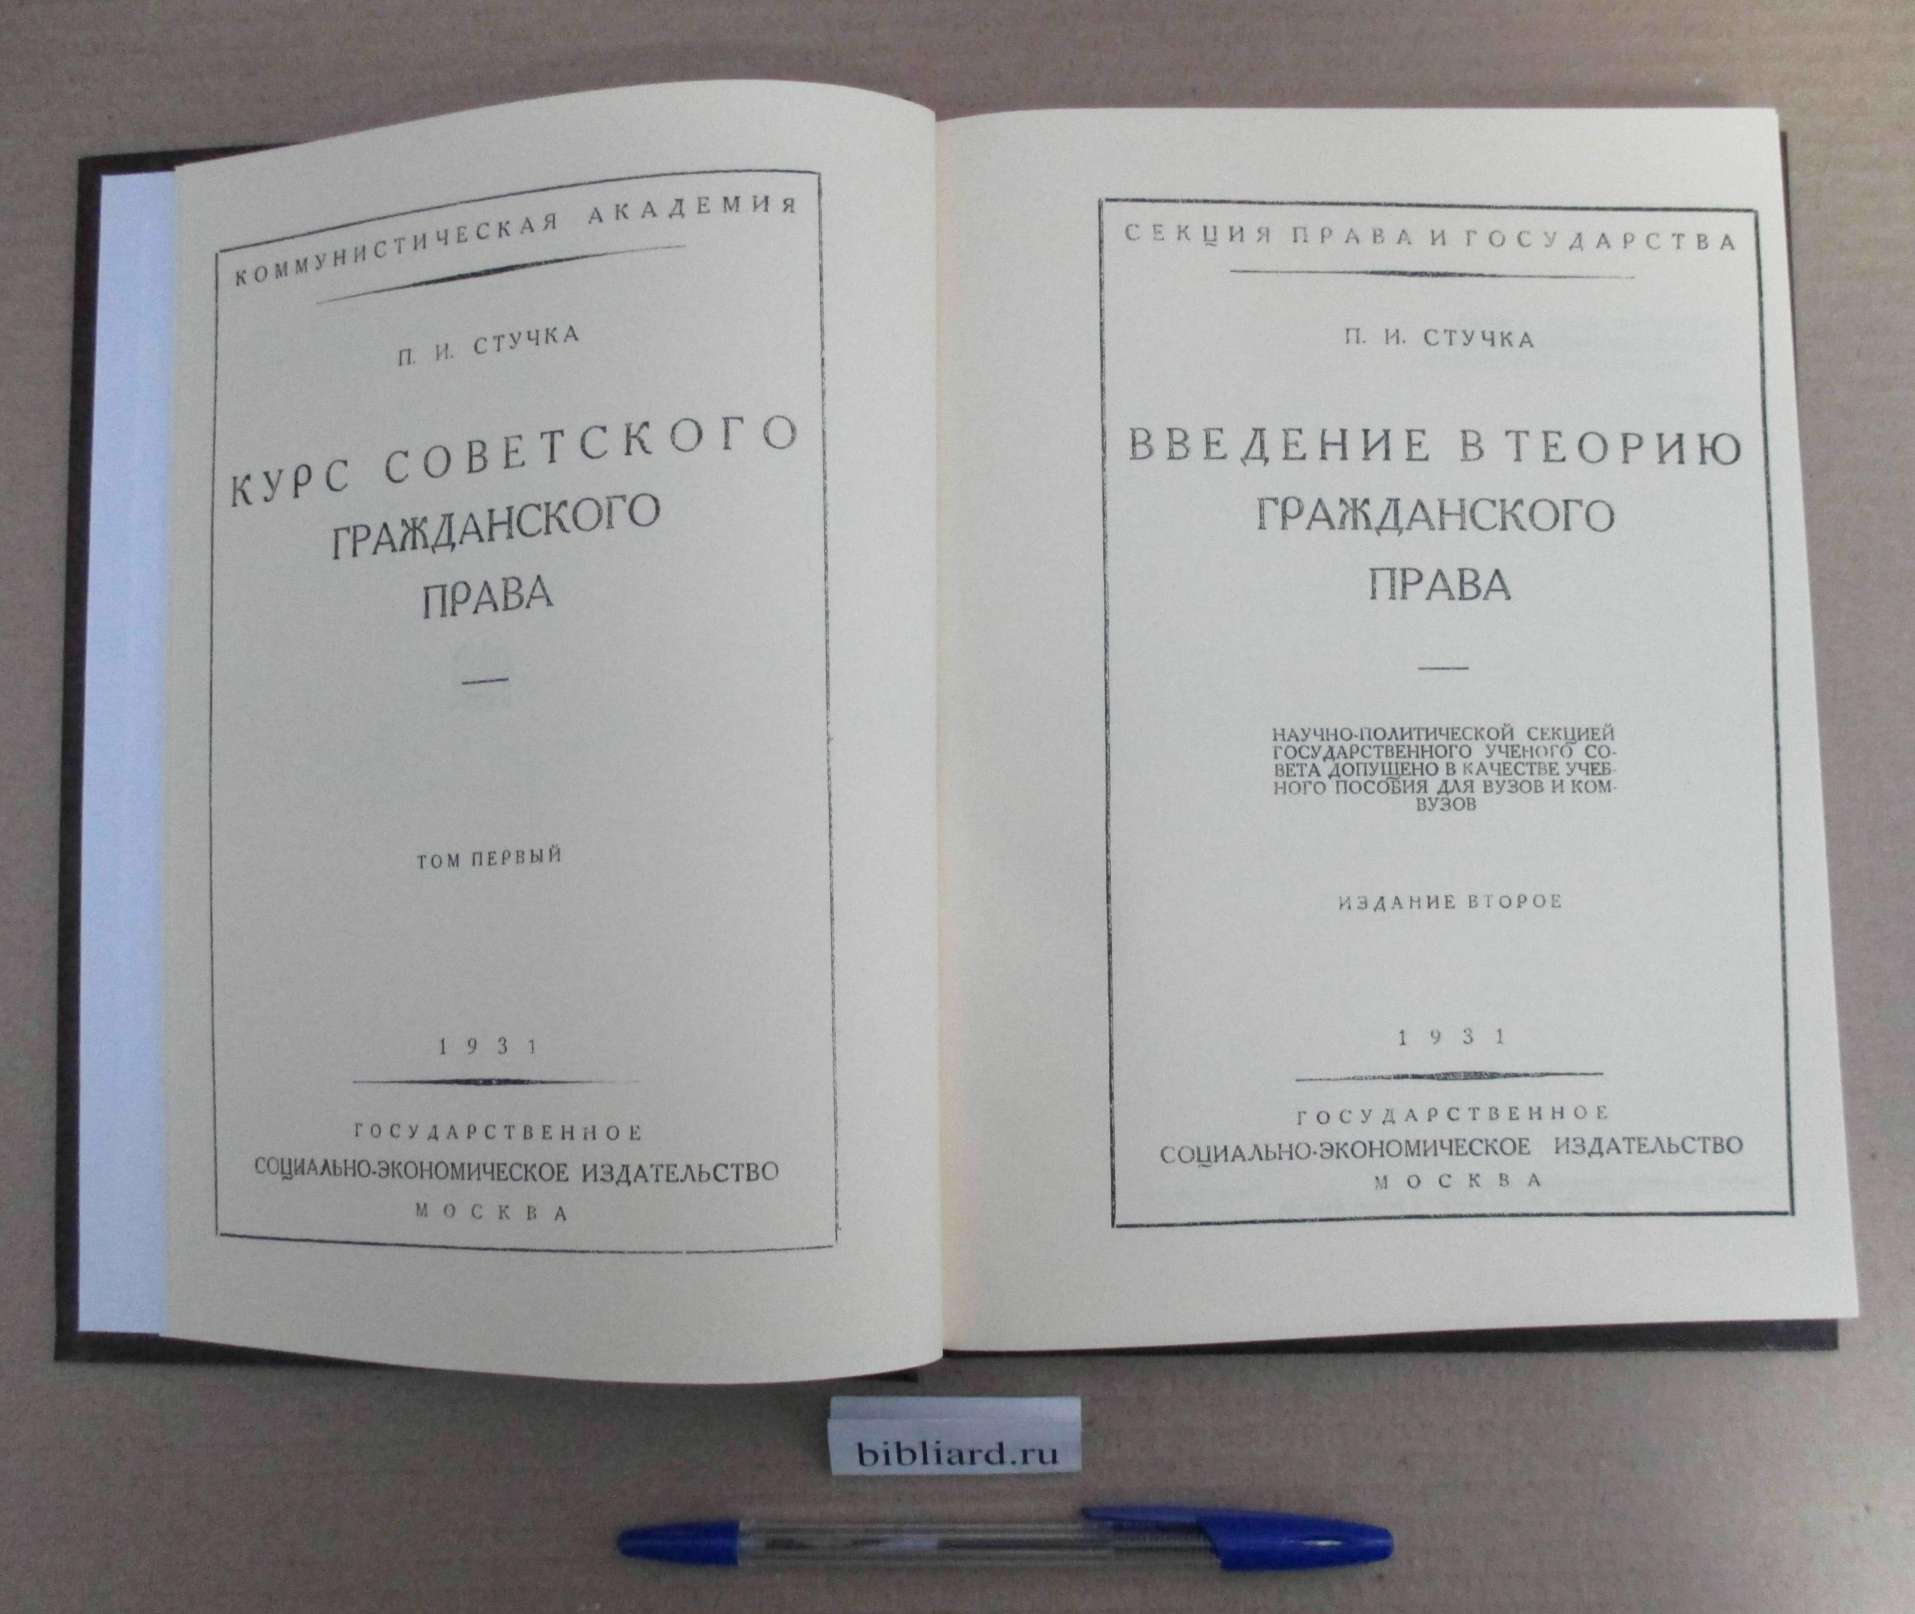 КОММУНИСТИЧЕСКАЯ АКАДЕМИЯ
П. И. СТУЧКА
КУРС СОВЕТСКОГО
ГРАЖДАНСКОГО
ПРАВА
ТОМ ПЕРВЫЙ
1931
ГОСУДАРСТВЕННОЕ
СОЦИАЛЬНО-ЭКОНОМИЧЕСКОЕ ИЗДАТЕЛЬСТВО
МОСКВА
СЕКЦИЯ ПРАВА И ГОСУДАРСТВА
П. И. СТУЧКА
ВВЕДЕНИЕ В ТЕОРИЮ
ГРАЖДАНСКОГО
ПРАВА
НАУЧНО-ПОЛИТИЧЕСКОЙ СЕКЦИЕЙ
ГОСУДАРСТВЕННОГО УЧЕНОГО СО-
ВЕТА ДОПУЩЕНО В КАЧЕСТВЕ УЧЕБ-
НОГО ПОСОБИЯ ДЛЯ ВУЗОВ И КОМ-
ВУЗОВ
ИЗДАНИЕ ВТОРОЕ
1931
ГОСУДАРСТВЕННОЕ
СОЦИАЛЬНО-ЭКОНОМИЧЕСКОЕ ИЗДАТЕЛЬСТВО
МОСКВА
bibliard.ru